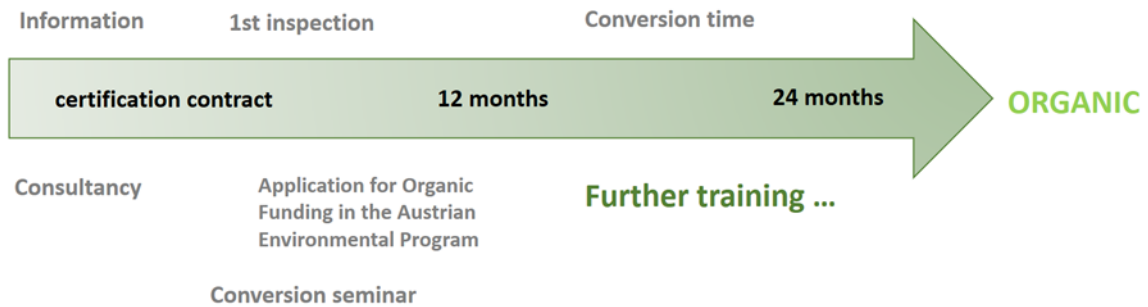 Information
1st inspection
Conversion time
certification contract
12 months
24 months
ORGANIC
Consultancy
Application for Organic
Funding in the Austrian
Environmental Program
Further training ...
Conversion seminar